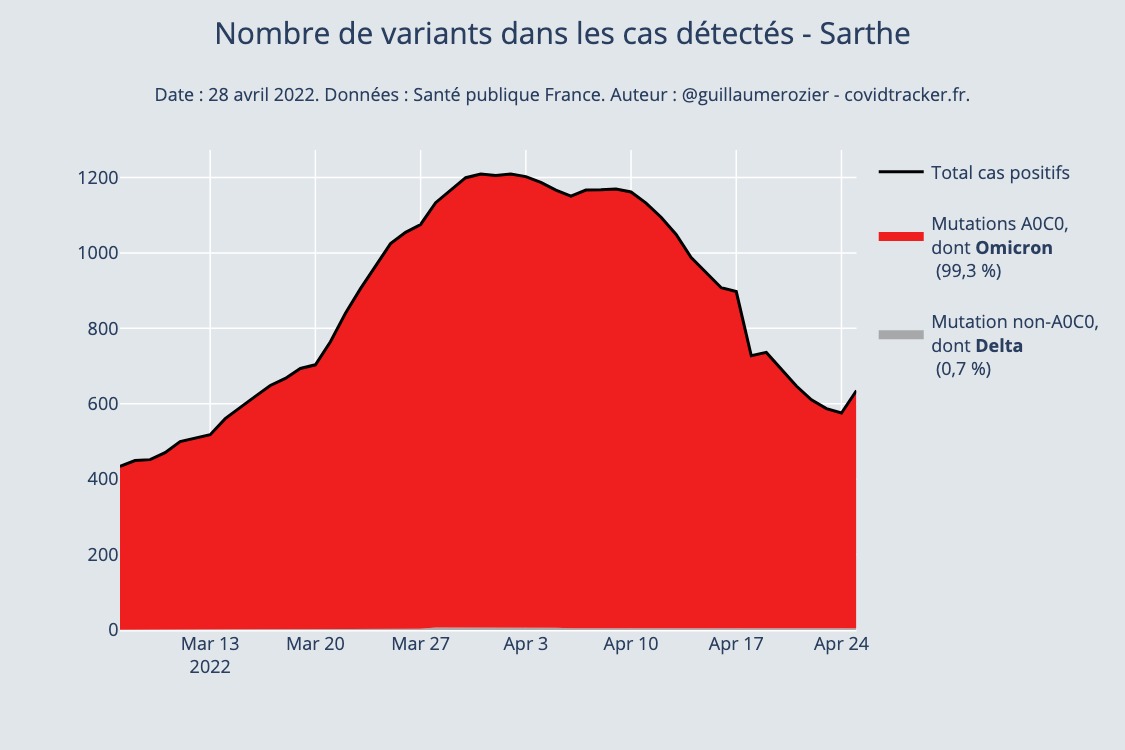 Nombre de variants dans les cas détectés - Sarthe
Date : 28 avril 2022. Données : Santé publique France. Auteur : @guillaumerozier - covidtracker.fr.
1200
1000
800
600
400
200
0
Mar 13
2022
Mar 20
Mar 27
Apr 3
Apr 10
Apr 17
Apr 24
Total cas positifs
Mutations A0C0,
dont Omicron
(99,3 %)
Mutation non-A0C0,
dont Delta
(0,7 %)